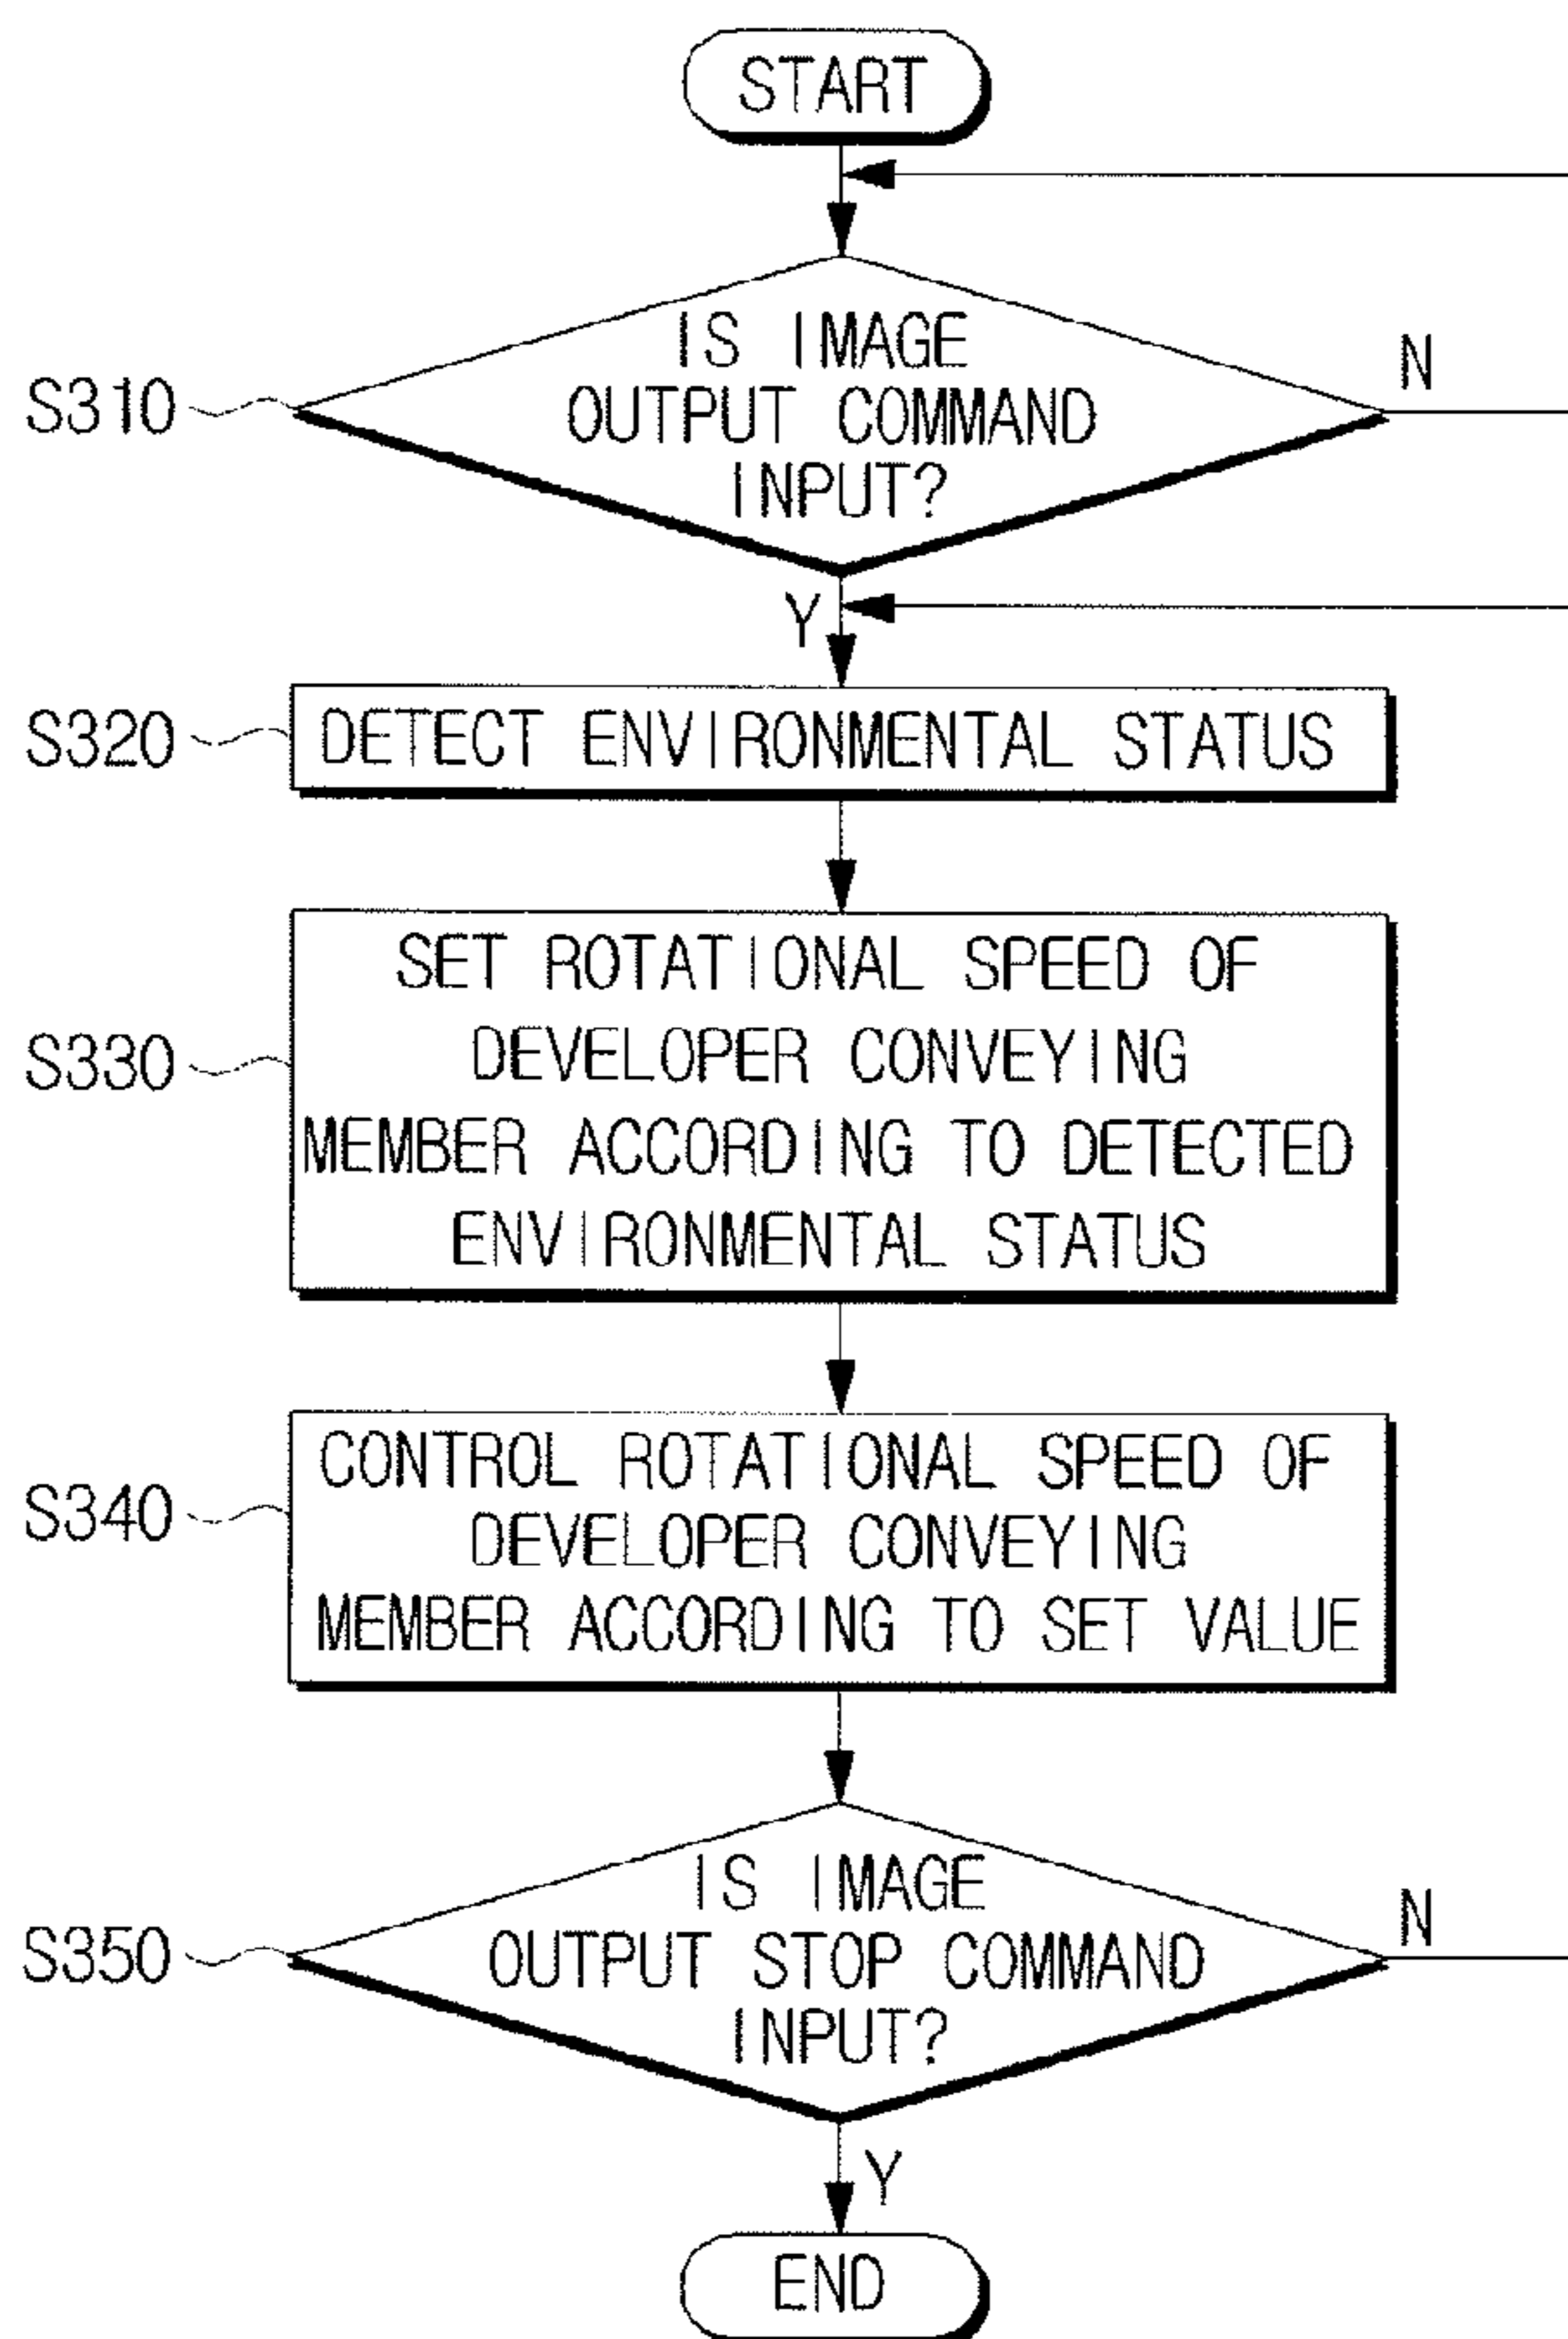 START
IS IMAGE
OUTPUT COMMAND
INPUT?
N
S310
Y
S320
DETECT ENVIRONMENTAL STATUS
S330
SET ROTATIONAL SPEED OF
DEVELOPER CONVEYING
MEMBER ACCORDING TO DETECTED
ENVIRONMENTAL STATUS
S340
CONTROL ROTATIONAL SPEED OF
DEVELOPER CONVEYING
MEMBER ACCORDING TO SET VALUE
IS IMAGE
OUTPUT STOP COMMAND
INPUT?
N
S350
Y
END